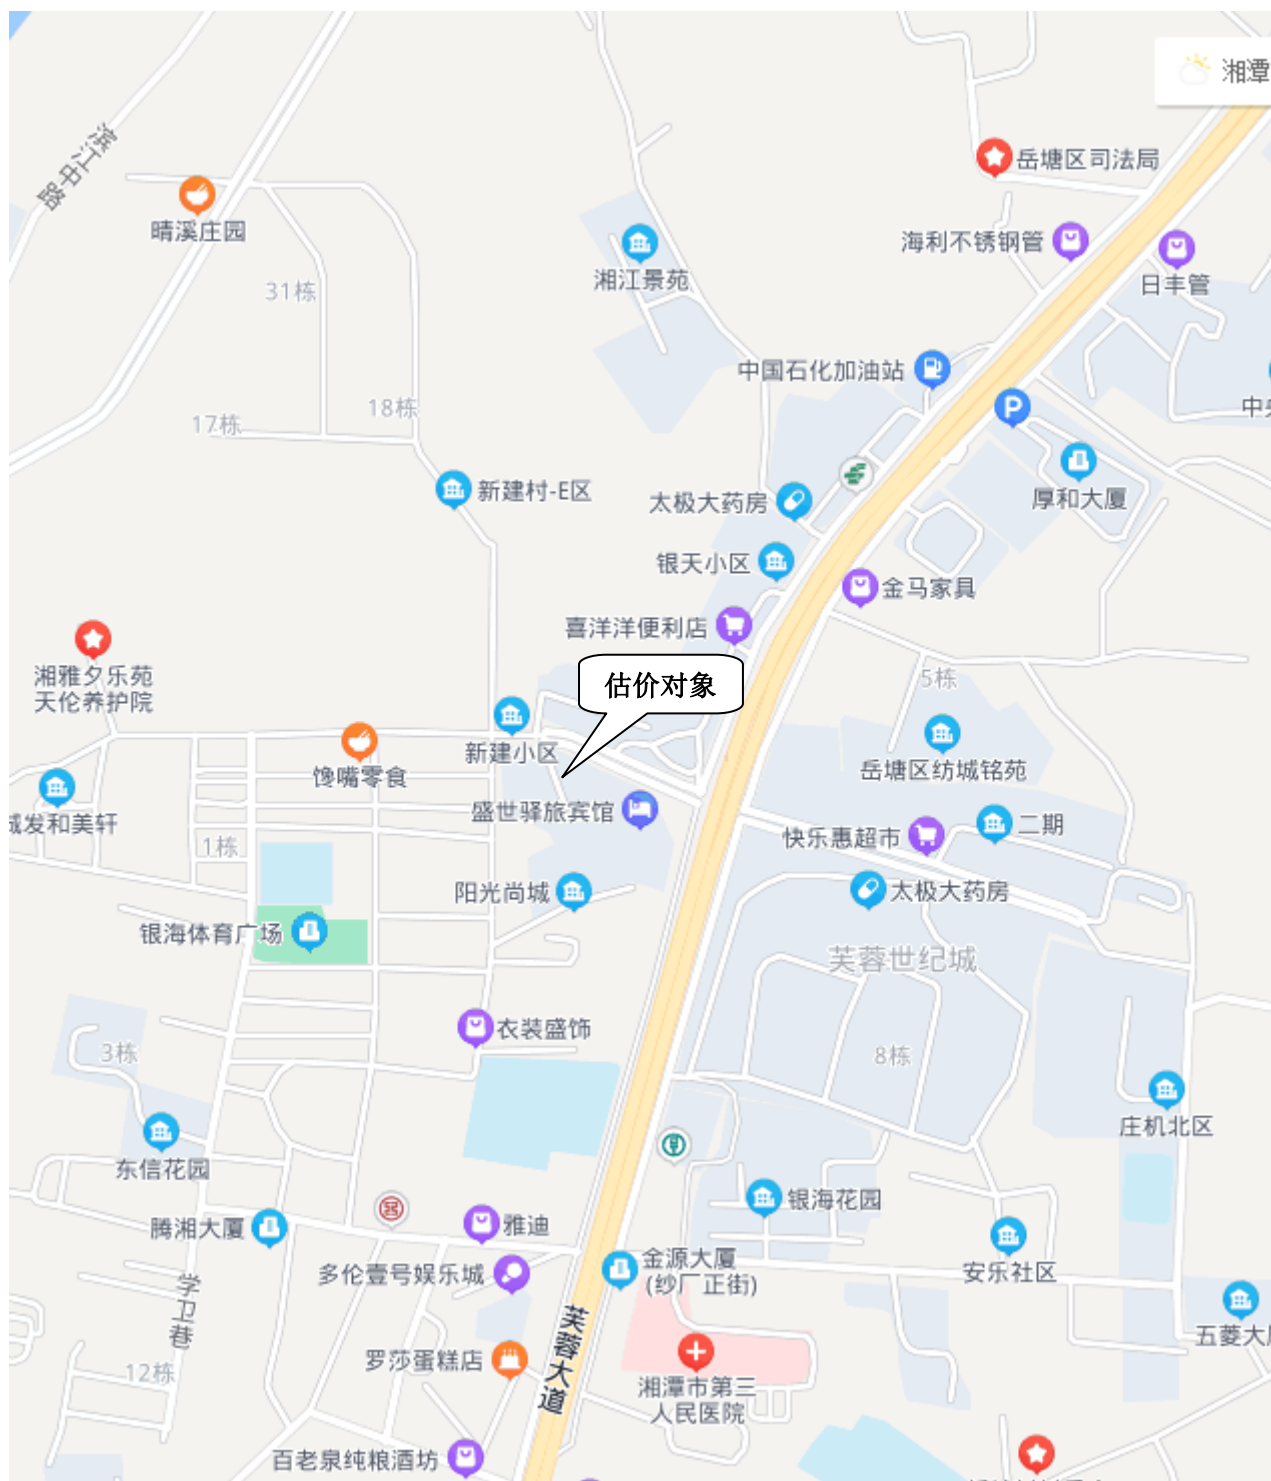 湘潭
滨江中路
岳塘区司法局
晴溪庄园
海利不锈钢管
日丰管
湘江景苑
31栋
中国石化加油站
18栋
17栋
新建村-E区
太极大药房
厚和大厦
银天小区
金马家具
喜洋洋便利店
湘雅夕乐苑
天伦养护院
估价对象
5栋
新建小区
馋嘴零食
岳塘区纺城铭苑
盛世驿旅宾馆
发和美轩
快乐惠超市
二期
1栋
阳光尚城
太极大药房
银海体育广场
芙蓉世纪城
衣装盛饰
3栋
8栋
庄机北区
东信花园
银海花园
腾湘大厦
雅迪
金源大厦
(纱厂正街)
多伦壹号娱乐城
安乐社区
学卫巷
芙蓉大道
五菱大
罗莎蛋糕店
12栋
湘潭市第三
人民医院
百老泉纯粮酒坊